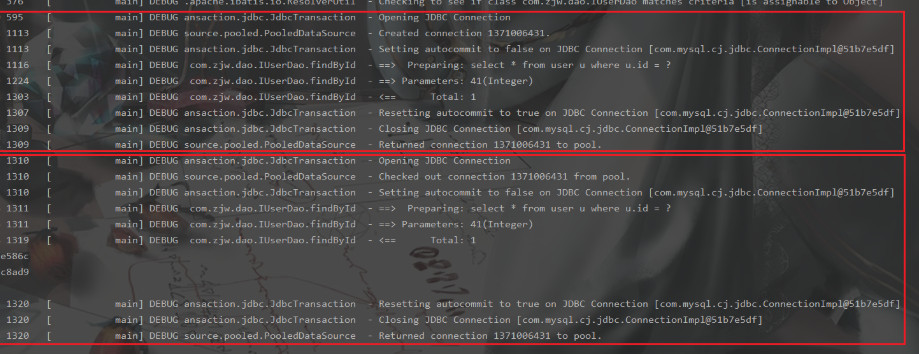 576 [ main] DEBUG .apache.ibatis.io.ResolverUtil - Checking to see if class com.zjw.dao.IUserDao matches criteria [is assignable to Object]
595 [ main] DEBUG ansaction.jdbc.JdbcTransaction - Opening JDBC Connection
1113 [ main] DEBUG source.pooled.PooledDataSource - Created connection 1371006431.
1113 [ main] DEBUG ansaction.jdbc.JdbcTransaction - Setting autocommit to false on JDBC Connection [com.mysql.cj.jdbc.ConnectionImpl@51b7e5df]
1116 [ main] DEBUG com.zjw.dao.IUserDao.findById - ==> Preparing: select * from user u where u.id = ?
1224 [ main] DEBUG com.zjw.dao.IUserDao.findById - ==> Parameters: 41(Integer)
1303 [ main] DEBUG com.zjw.dao.IUserDao.findById - <== Total: 1
1307 [ main] DEBUG ansaction.jdbc.JdbcTransaction - Resetting autocommit to true on JDBC Connection [com.mysql.cj.jdbc.ConnectionImpl@51b7e5df]
1309 [ main] DEBUG ansaction.jdbc.JdbcTransaction - Closing JDBC Connection [com.mysql.cj.jdbc.ConnectionImpl@51b7e5df]
1309 [ main] DEBUG source.pooled.PooledDataSource - Returned connection 1371006431 to pool.
1310 [ main] DEBUG ansaction.jdbc.JdbcTransaction - Opening JDBC Connection
1310 [ main] DEBUG source.pooled.PooledDataSource - Checked out connection 1371006431 from pool.
1310 [ main] DEBUG ansaction.jdbc.JdbcTransaction - Setting autocommit to false on JDBC Connection [com.mysql.cj.jdbc.ConnectionImpl@51b7e5df]
1311 [ main] DEBUG com.zjw.dao.IUserDao.findById - ==> Preparing: select * from user u where u.id = ?
1311 [ main] DEBUG com.zjw.dao.IUserDao.findById - ==> Parameters: 41(Integer)
1319 [ main] DEBUG com.zjw.dao.IUserDao.findById - <== Total: 1
e586c
c8ad9
1320 [ main] DEBUG ansaction.jdbc.JdbcTransaction - Resetting autocommit to true on JDBC Connection [com.mysql.cj.jdbc.ConnectionImpl@51b7e5df]
1320 [ main] DEBUG ansaction.jdbc.JdbcTransaction - Closing JDBC Connection [com.mysql.cj.jdbc.ConnectionImpl@51b7e5df]
1320 [ main] DEBUG source.pooled.PooledDataSource - Returned connection 1371006431 to pool.